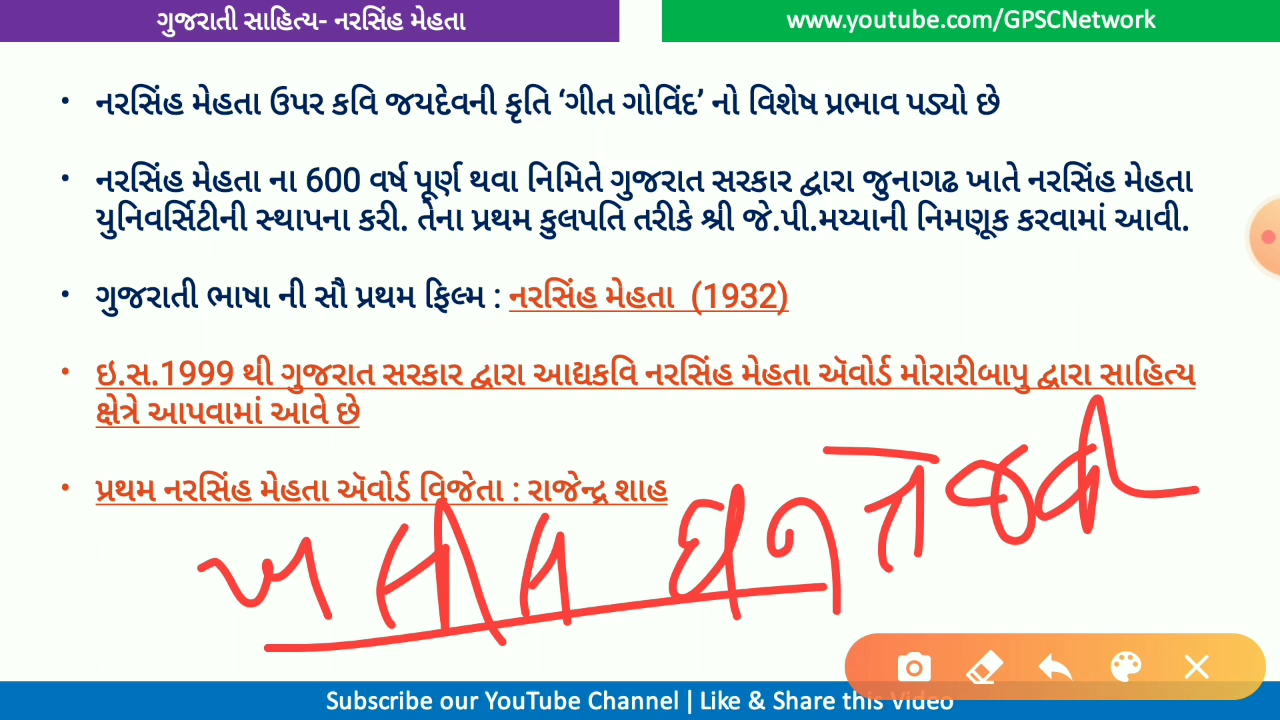 ગુજરાતી સાહિત્ય- નરસિંહ મેહતા
www.youtube.com/GPSCNetwork
• નરસિંહ મેહતા ઉપર કવિ જયદેવની કૃતિ ‘ગીત ગોવિંદ’ નો વિશેષ પ્રભાવ પડ્યો છે
• નરસિંહ મેહતા ના 600 વર્ષ પૂર્ણ થવા નિમિતે ગુજરાત સરકાર દ્વારા જુનાગઢ ખાતે નરસિંહ મેહતા
યુનિવર્સિટીની સ્થાપના કરી. તેના પ્રથમ કુલપતિ તરીકે શ્રી જે.પી.મય્યાની નિમણૂક કરવામાં આવી.
• ગુજરાતી ભાષા ની સૌ પ્રથમ ફિલ્મ : નરસિંહ મેહતા (1932)
• ઇ.સ.1999 થી ગુજરાત સરકાર દ્વારા આદ્યકવિ નરસિંહ મેહતા ઍવોર્ડ મોરારીબાપુ દ્વારા સાહિત્ય
ક્ષેત્રે આપવામાં આવે છે
• પ્રથમ નરસિંહ મેહતા ઍવોર્ડ વિજેતા : રાજેન્દ્ર શાહ
Subscribe our YouTube Channel | Like & Share this Video